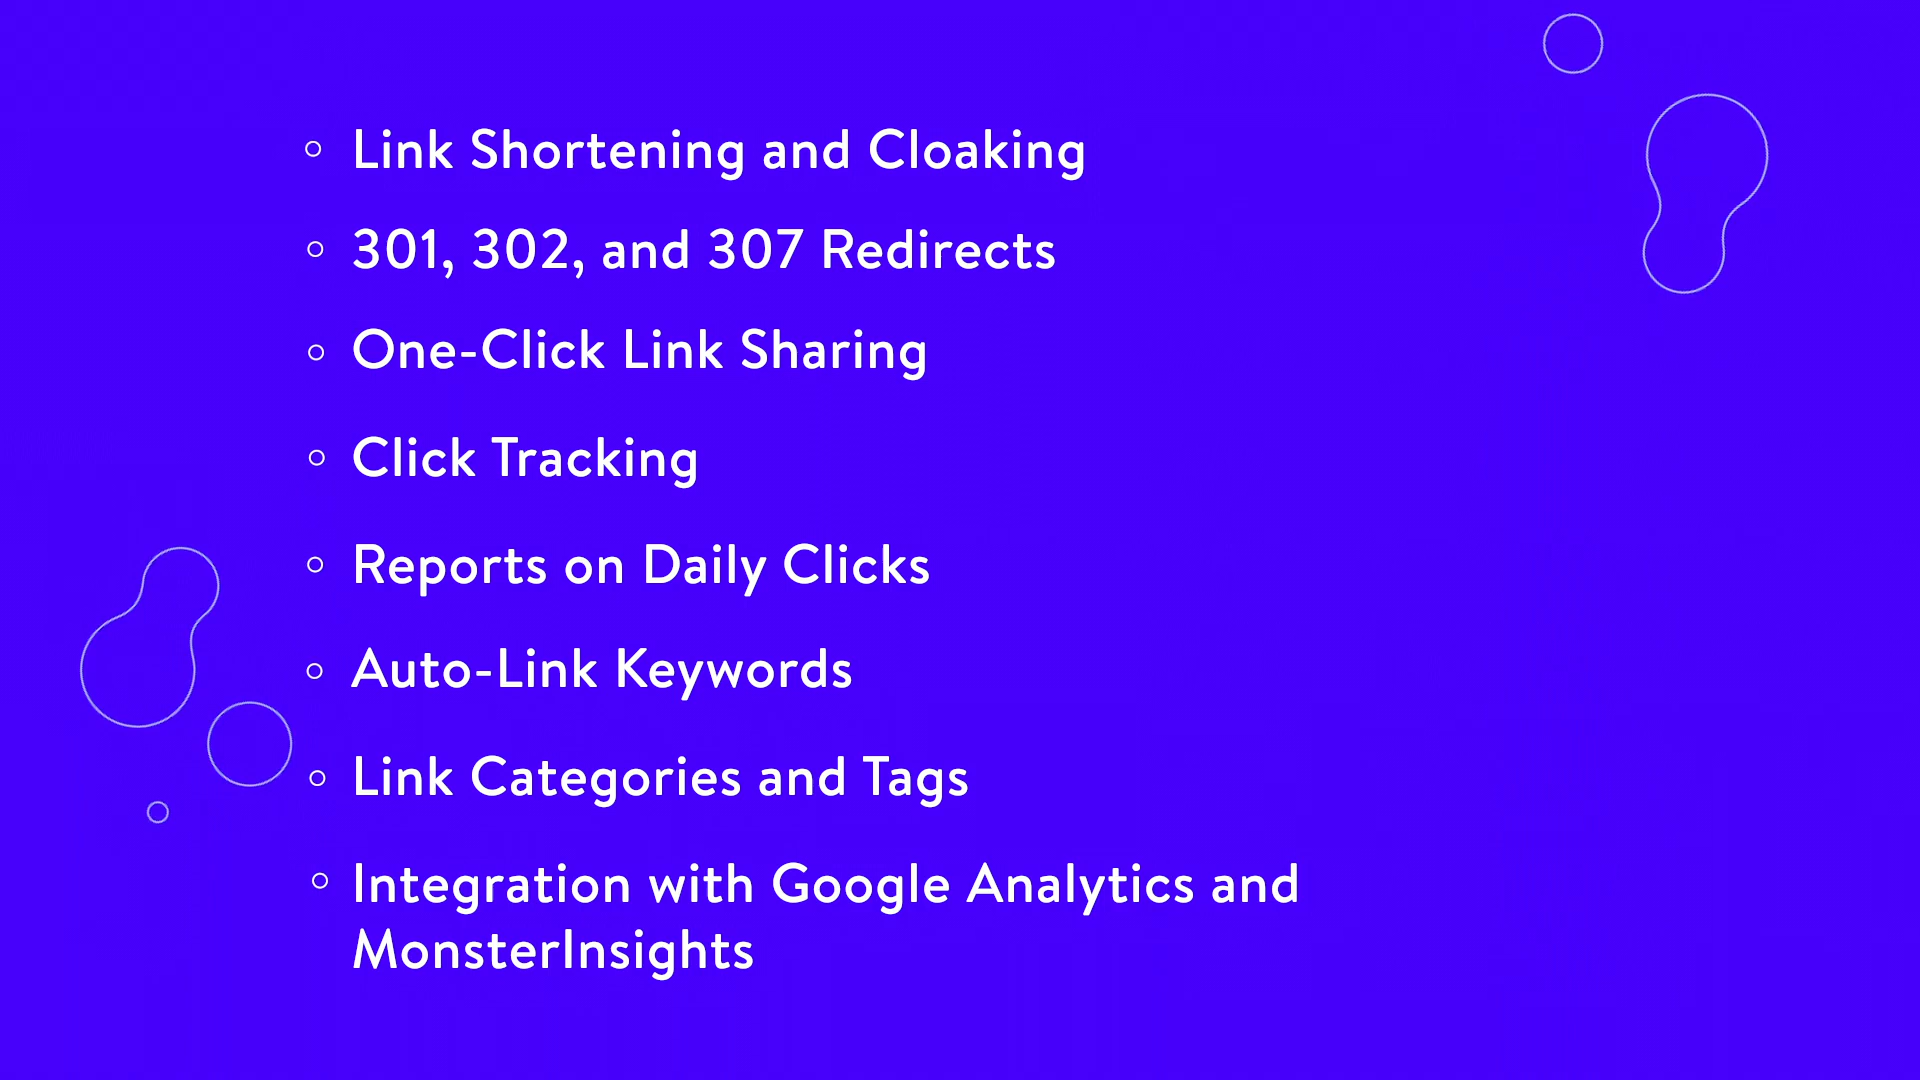 Link Shortening and Cloaking
301, 302, and 307 Redirects
One-Click Link Sharing
Click Tracking
Reports on Daily Clicks
Auto-Link Keywords
Link Categories and Tags
Integration with Google Analytics and
MonsterInsights